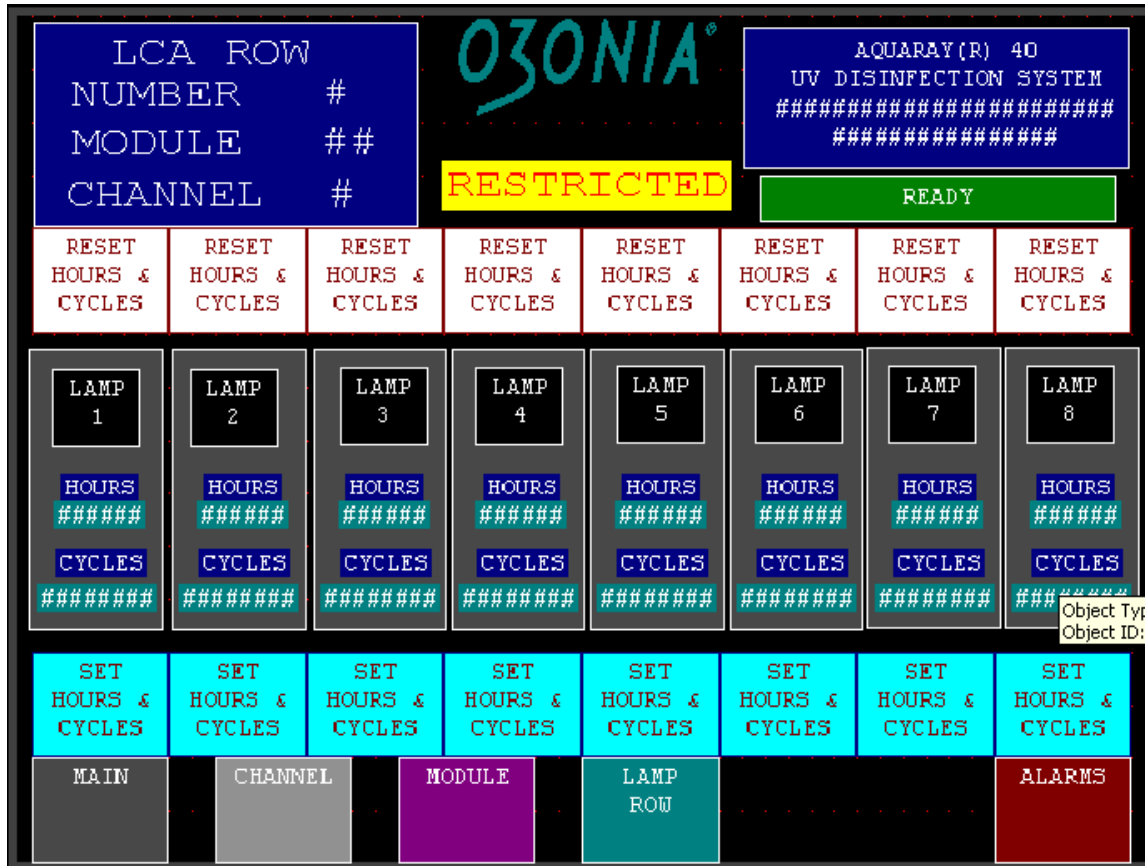 LCA ROW
NUMBER #
MODULE ##
CHANNEL #
OZONIA®
RESTRICTED
AQUARAY(R) 40
UV DISINFECTION SYSTEM
########################
################
READY
RESET RESET RESET RESET RESET RESET RESET RESET
HOURS & HOURS & HOURS & HOURS & HOURS & HOURS & HOURS & HOURS &
CYCLES CYCLES CYCLES CYCLES CYCLES CYCLES CYCLES CYCLES
LAMP LAMP LAMP LAMP LAMP LAMP LAMP LAMP
1 2 3 4 5 6 7 8
HOURS HOURS HOURS HOURS HOURS HOURS HOURS HOURS
###### ###### ###### ###### ###### ###### ###### ######
CYCLES CYCLES CYCLES CYCLES CYCLES CYCLES CYCLES CYCLES
######## ######## ######## ######## ######## ######## ########
Object Typ
Object ID:
SET SET SET SET SET SET SET SET
HOURS & HOURS & HOURS & HOURS & HOURS & HOURS & HOURS & HOURS &
CYCLES CYCLES CYCLES CYCLES CYCLES CYCLES CYCLES CYCLES
MAIN CHANNEL MODULE LAMP ALARMS
ROW